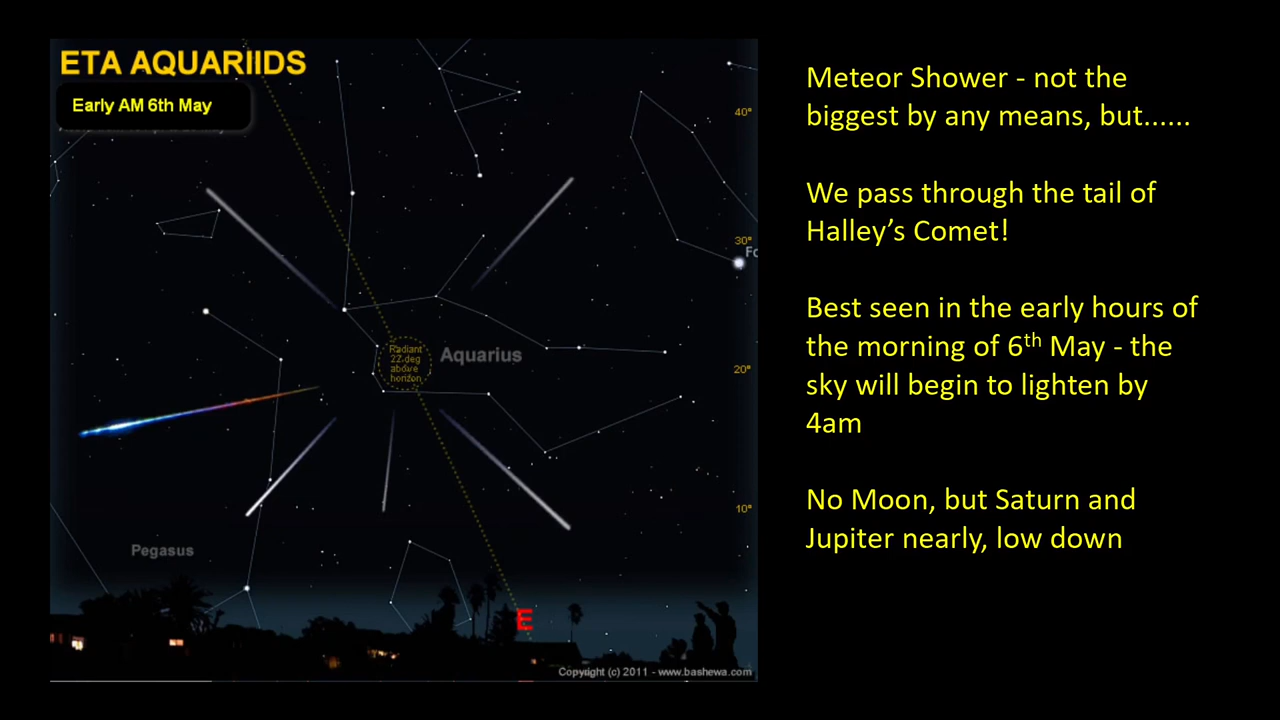 ETA AQUARIIDS
Early AM 6th May
40°
30°
Fo
Radiant
22 deg
above
horizon
Aquarius
20°
10°
Pegasus
E
Copyright (c) 2011 - www.bashewa.com
Meteor Shower - not the
biggest by any means, but......
We pass through the tail of
Halley’s Comet!
Best seen in the early hours of
the morning of 6th May - the
sky will begin to lighten by
4am
No Moon, but Saturn and
Jupiter nearly, low down